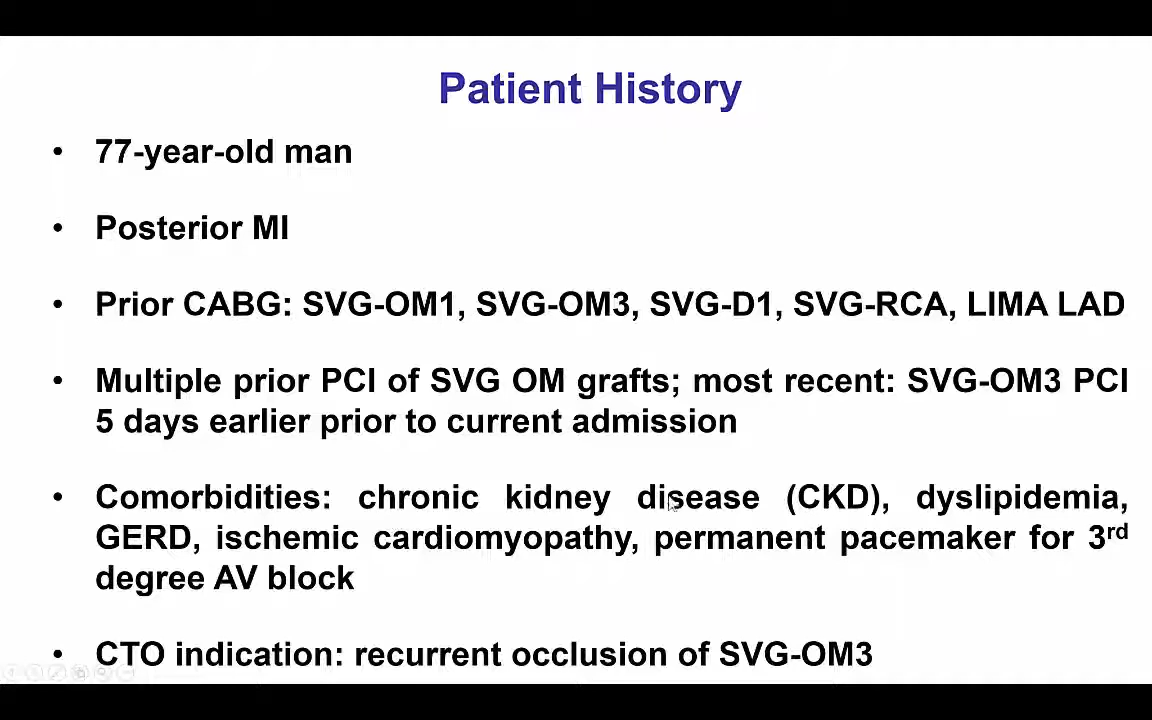 Patient History
• 77-year-old man
• Posterior MI
• Prior CABG: SVG-OM1, SVG-OM3, SVG-D1, SVG-RCA, LIMA LAD
• Multiple prior PCI of SVG OM grafts; most recent: SVG-OM3 PCI
5 days earlier prior to current admission
• Comorbidities: chronic kidney disease (CKD), dyslipidemia,
GERD, ischemic cardiomyopathy, permanent pacemaker for 3rd
degree AV block
• CTO indication: recurrent occlusion of SVG-OM3